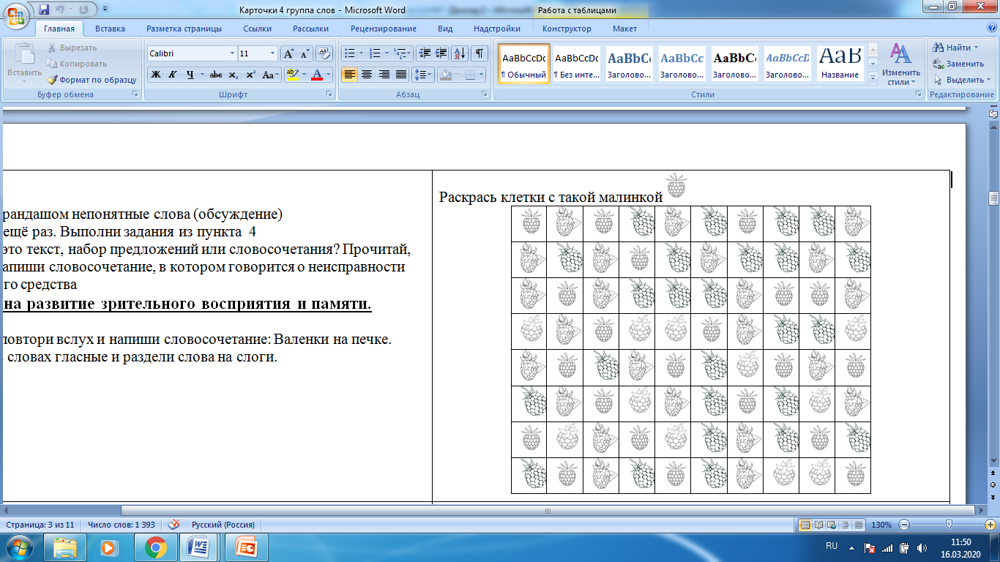 Карточки 4 группа слов - Microsoft Word
Работа с таблицами
Главная Вставка Разметка страницы Ссылки Рассылки Рецензирование Вид Надстройки Конструктор Макет
Вставить
Вырезать
Копировать
Формат по образцу
Буфер обмена
Calibri 11
Ж К Ч abc x₂ x² Aa ab A
Шрифт
Абзац
AaBbCcDc AaBbCcDc AaBbC AaBbCc AaBbC AaBbCcD AaB
¶ Обычный ¶ Без инте... Заголово... Заголово... Заголово... Заголово... Название
Изменить стили
Стили
Найти
Заменить
Выделить
Редактирование
рандашом непонятные слова (обсуждение)
ещё раз. Выполни задания из пункта 4
это текст, набор предложений или словосочетания? Прочитай,
апиши словосочетание, в котором говорится о неисправности
го средства
на развитие зрительного восприятия и памяти.
повтори вслух и напиши словосочетание: Валенки на печке.
словах гласные и раздели слова на слоги.
Раскрась клетки с такой малинкой
Страница: 3 из 11 Число слов: 1 393 Русский (Россия) 130%
RU
11:50
16.03.2020